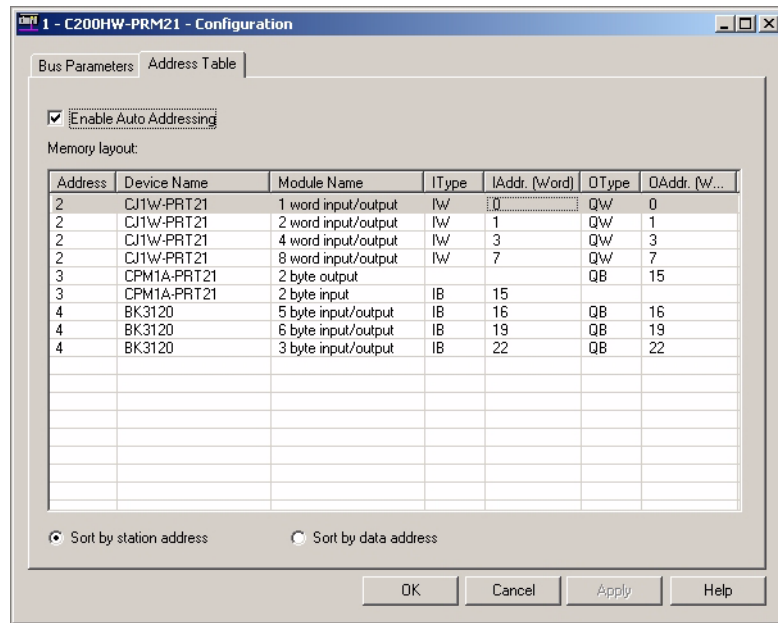 1 - C200HW-PRM21 - Configuration
Bus Parameters Address Table
Enable Auto Addressing
Memory layout:
Address Device Name Module Name IType IAddr. (Word) OType OAddr. (W...
2 CJ1W-PRT21 1 word input/output IW 0 QW 0
2 CJ1W-PRT21 2 word input/output IW 1 QW 1
2 CJ1W-PRT21 4 word input/output IW 3 QW 3
2 CJ1W-PRT21 8 word input/output IW 7 QW 7
3 CPM1A-PRT21 2 byte output QB 15
3 CPM1A-PRT21 2 byte input IB 15
4 BK3120 5 byte input/output IB 16 QB 16
4 BK3120 6 byte input/output IB 19 QB 19
4 BK3120 3 byte input/output IB 22 QB 22
Sort by station address Sort by data address
OK Cancel Apply Help